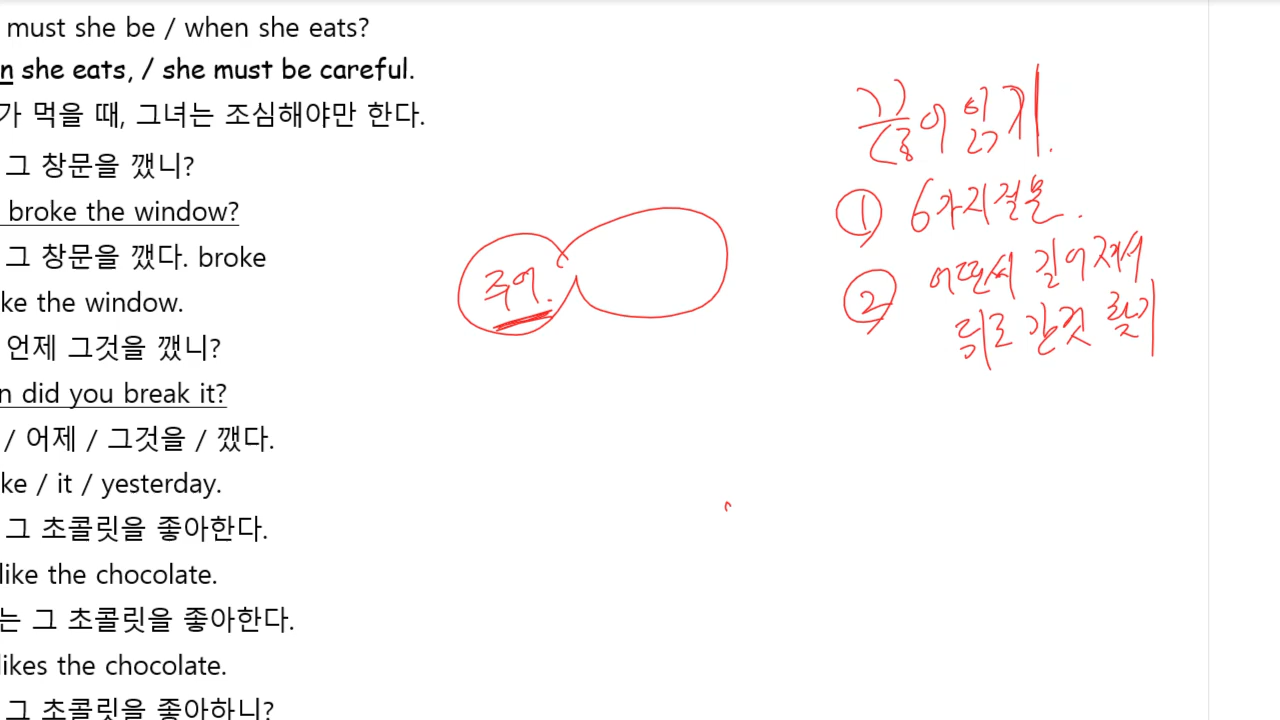 must she be / when she eats?
n she eats, / she must be careful.
가 먹을 때, 그녀는 조심해야만 한다.
그 창문을 깼니?
broke the window?
그 창문을 깼다. broke
ke the window.
언제 그것을 깼니?
n did you break it?
/ 어제 / 그것을 / 깼다.
ke / it / yesterday.
그 초콜릿을 좋아한다.
like the chocolate.
는 그 초콜릿을 좋아한다.
likes the chocolate.
그 초콜릿을 좋아하니?
주어.
끊어 읽기.
① 6가지질문.
② 어떤씨 길어져서
뒤로 간것 찾기